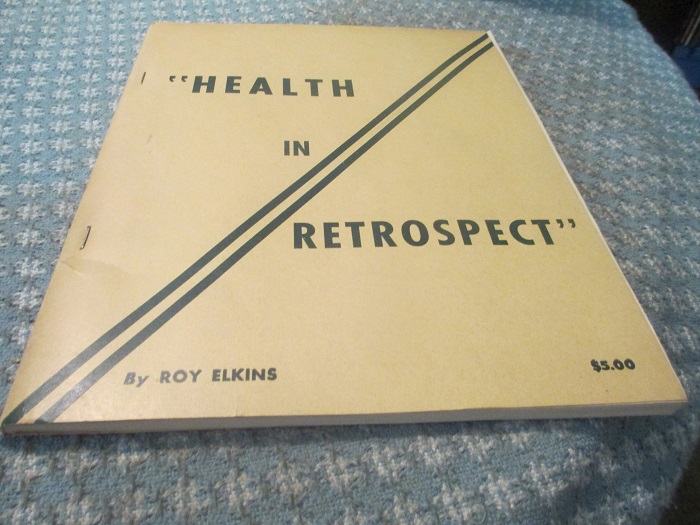 "HEALTH
IN
RETROSPECT"
By ROY ELKINS
$5.00